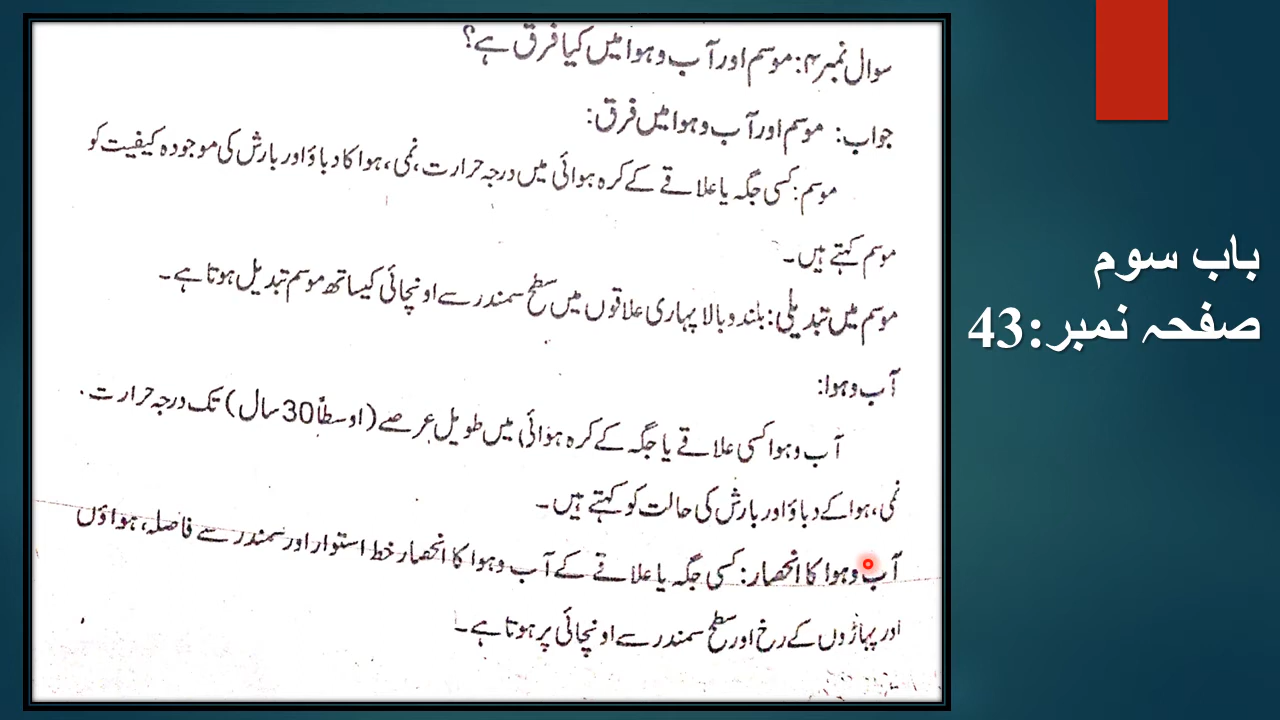 سوال نمبر۴: موسم اور آب و ہوا میں کیا فرق ہے؟
جواب: موسم اور آب و ہوا میں فرق:
موسم: کسی جگہ یا علاقے کے کرہ ہوائی میں درجہ حرارت، نمی، ہوا کا دباؤ اور بارش کی موجودہ کیفیت کو
موسم کہتے ہیں۔
موسم میں تبدیلی: بلند و بالا پہاری علاقوں میں سطح سمندر سے اونچائی کیساتھ موسم تبدیل ہوتا ہے۔
آب و ہوا:
آب و ہوا کسی علاقے یا جگہ کے کرہ ہوائی میں طویل عرصے (اوسطاً 30 سال) تک درجہ حرارت.
نمی، ہوا کے دباؤ اور بارش کی حالت کو کہتے ہیں۔
آب و ہوا کا انحصار: کسی جگہ یا علاقے کے آب و ہوا کا انحصار خط استوار اور سمندر سے فاصلہ، ہواؤں
اور پہاڑوں کے رخ اور سطح سمندر سے اونچائی پر ہوتا ہے۔
باب سوم
صفحہ نمبر:43